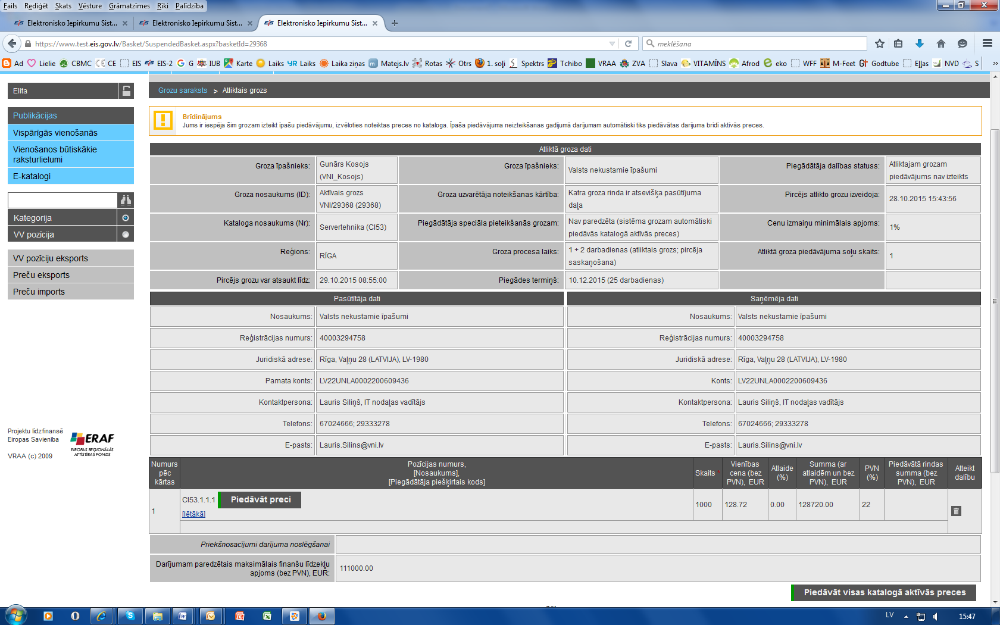 Fails Rediģēt Skats Vēsture Grāmatzīmes Rīki Palīdzība
Elektronisko Iepirkumu Sist... Elektronisko Iepirkumu Sist... Elektronisko Iepirkumu Sist...
https://www.test.eis.gov.lv/Basket/SuspendedBasket.aspx?basketId=29368 meklēšana
Ad Lielie CBMC CE EIS EIS-2 G IUB Karte Laiks Laiks Laika ziņas Matejs.lv Rotas Otrs 1. soļi Spektrs Tchibo VRAA ZVA Slava VITAMĪNS Afrod eko WFF M-Feet Godtube Eļļas NVD S
Elita
Grozu saraksts > Atliktais grozs
Publikācijas
Vispārīgās vienošanās
Vienošanos būtiskākie
raksturlielumi
E-katalogi
Kategorija
VV pozīcija
VV pozīciju eksports
Preču eksports
Preču imports
Projektu līdzfinansē
Eiropas Savienība
VRAA (c) 2009
ERAF
EIROPAS REĢIONĀLĀS
ATTĪSTĪBAS FONDS
Brīdinājums
Jums ir iespēja šim grozam izteikt īpašu piedāvājumu, izvēloties noteiktas preces no kataloga. Īpaša piedāvājuma neizteikšanas gadījumā darījumam automātiski tiks piedāvātas darījuma brīdī aktīvās preces.
Atliktā groza dati
Groza īpašnieks: Gunārs Kosojs (VNI_Kosojs) Groza īpašnieks: Valsts nekustamie īpašumi Piegādātāja dalības statuss: Atliktajam grozam piedāvājums nav izteikts
Groza nosaukums (ID): Aktīvais grozs VNI/29368 (29368) Groza uzvarētāja noteikšanas kārtība: Katra groza rinda ir atsevišķa pasūtījuma daļa Pircējs atlikto grozu izveidoja: 28.10.2015 15:43:56
Kataloga nosaukums (Nr): Servertehnika (CI53) Piegādātāja speciāla pieteikšanās grozam: Nav paredzēta (sistēma grozam automātiski piedāvās katalogā aktīvās preces) Cenu izmaiņu minimālais apjoms: 1%
Reģions: RĪGA Groza procesa laiks: 1 + 2 darbadienas (atliktais grozs; pircēja saskaņošana) Atliktā groza piedāvājuma soļu skaits: 1
Pircējs grozu var atsaukt līdz: 29.10.2015 08:55:00 Piegādes termiņš: 10.12.2015 (25 darbadienas)
Pasūtītāja dati Saņēmēja dati
Nosaukums: Valsts nekustamie īpašumi Nosaukums: Valsts nekustamie īpašumi
Reģistrācijas numurs: 40003294758 Reģistrācijas numurs: 40003294758
Juridiskā adrese: Rīga, Vaļņu 28 (LATVIJA), LV-1980 Juridiskā adrese: Rīga, Vaļņu 28 (LATVIJA), LV-1980
Pamata konts: LV22UNLA0002200609436 Konts: LV22UNLA0002200609436
Kontaktpersona: Lauris Siliņš, IT nodaļas vadītājs Kontaktpersona: Lauris Siliņš, IT nodaļas vadītājs
Telefons: 67024666; 29333278 Telefons: 67024666; 29333278
E-pasts: Lauris.Silins@vni.lv E-pasts: Lauris.Silins@vni.lv
Numurs pēc kārtas Pozīcijas numurs, [Nosaukums], [Piegādātāja piešķirtais kods] Skaits * Vienības cena (bez PVN), EUR Atlaide (%) Summa (ar atlaidēm un bez PVN), EUR PVN (%) Piedāvātā rindas summa (bez PVN), EUR Atteikt dalību
1 CI53.1.1.1 Piedāvāt preci 1000 128.72 0.00 128720.00 22
[lētākā]
Priekšnosacījumi darījuma noslēgšanai
Darījumam paredzētais maksimālais finanšu līdzekļu
apjoms (bez PVN), EUR: 111000.00
Piedāvāt visas katalogā aktīvās preces
LV 15:47